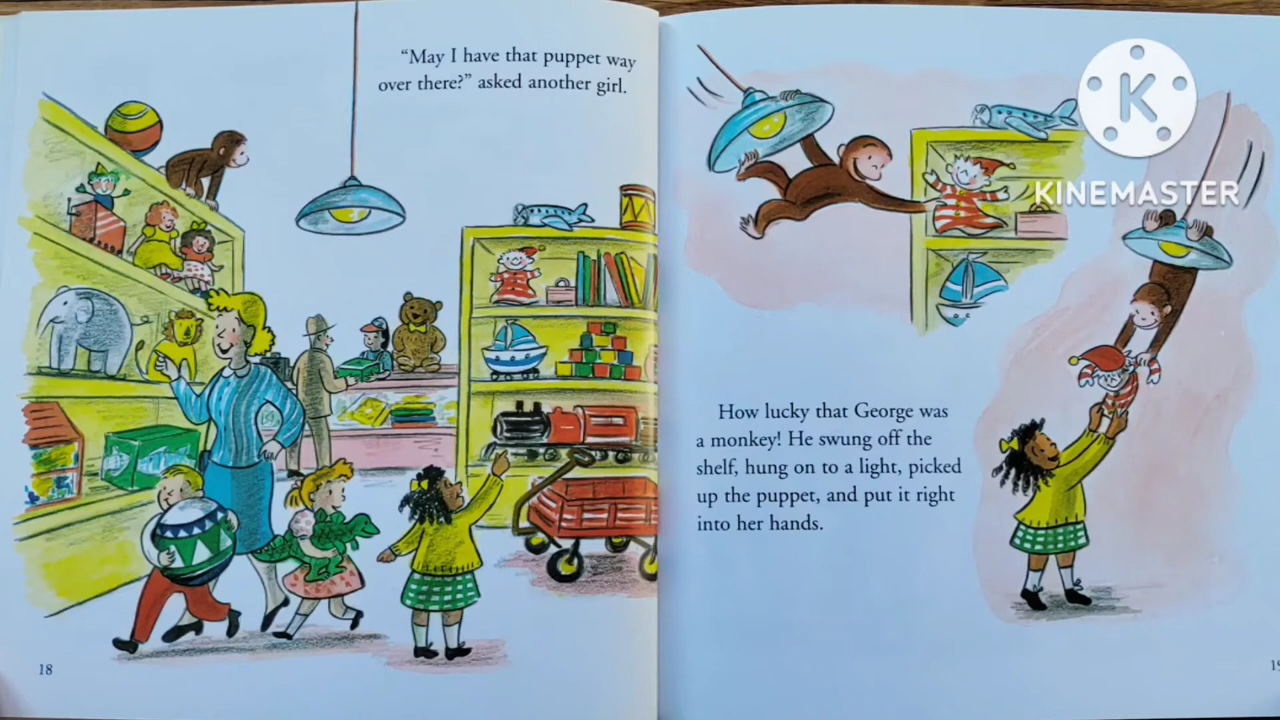 “May I have that puppet way
over there?” asked another girl.
18
K
KINEMASTER
How lucky that George was
a monkey! He swung off the
shelf, hung on to a light, picked
up the puppet, and put it right
into her hands.